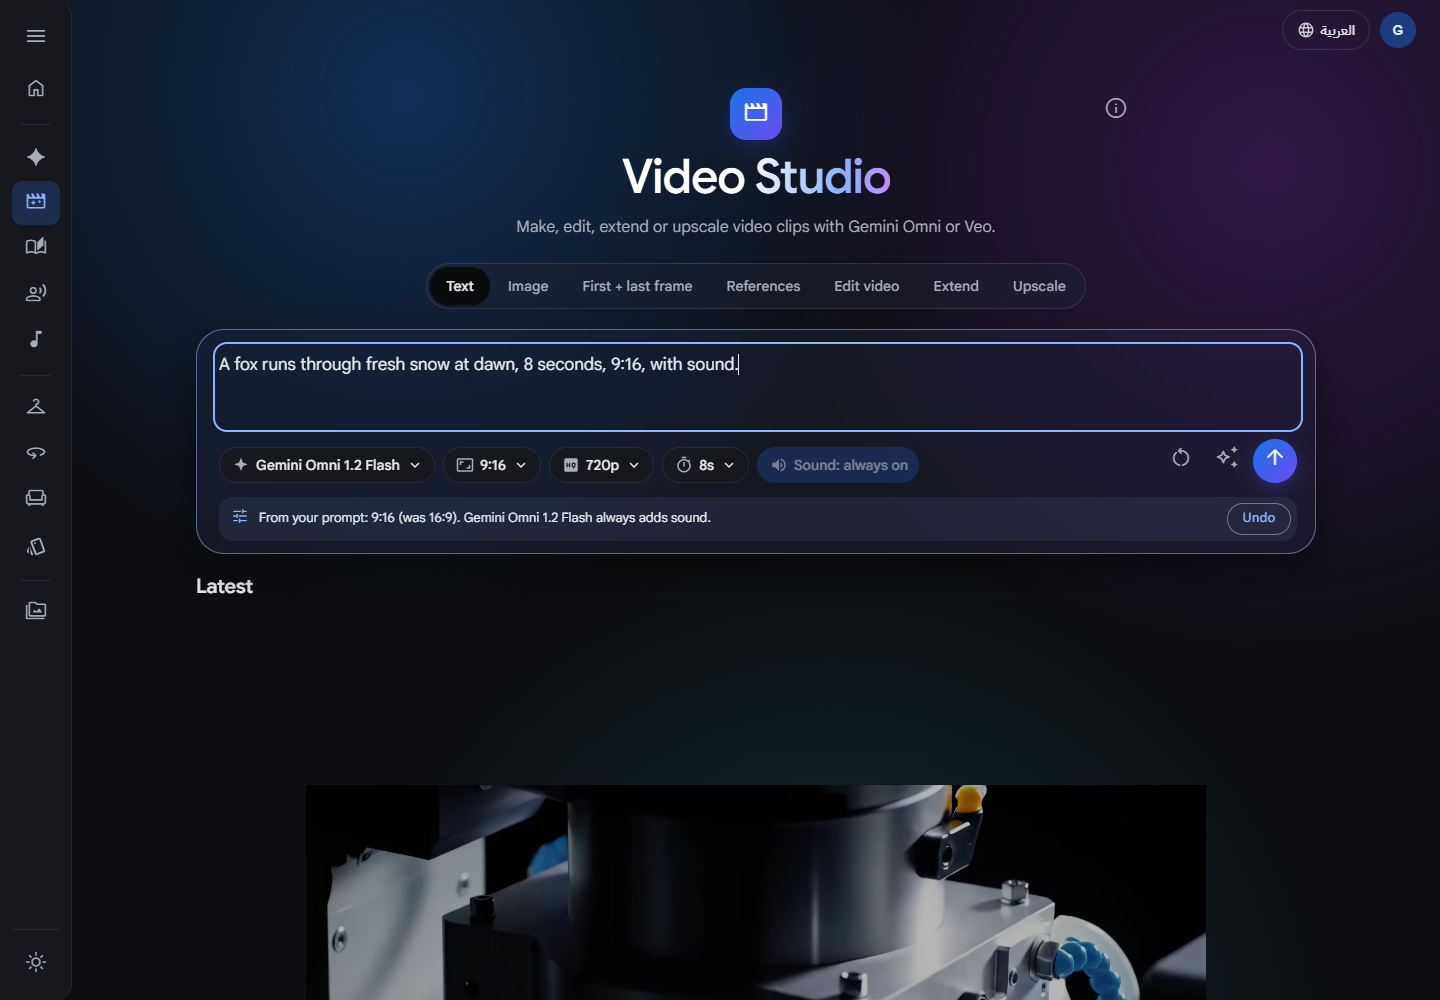 العربية
G
Video Studio
Make, edit, extend or upscale video clips with Gemini Omni or Veo.
Text Image First + last frame References Edit video Extend Upscale
A fox runs through fresh snow at dawn, 8 seconds, 9:16, with sound.
Gemini Omni 1.2 Flash 9:16 HQ 720p 8s Sound: always on
From your prompt: 9:16 (was 16:9). Gemini Omni 1.2 Flash always adds sound. Undo
Latest